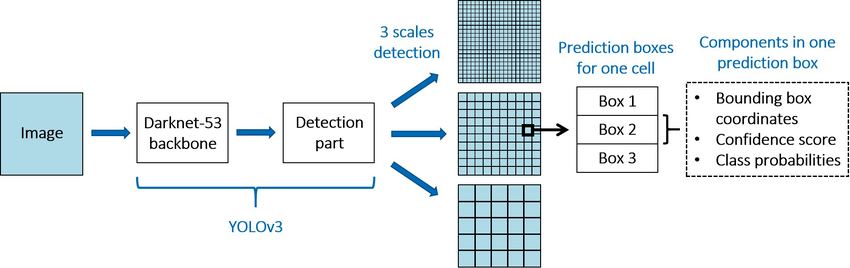 3 scales
detection
Prediction boxes
for one cell
Components in one
prediction box
Image
Darknet-53
backbone
Detection
part
Box 1
Box 2
Box 3
• Bounding box
coordinates
• Confidence score
• Class probabilities
YOLOv3